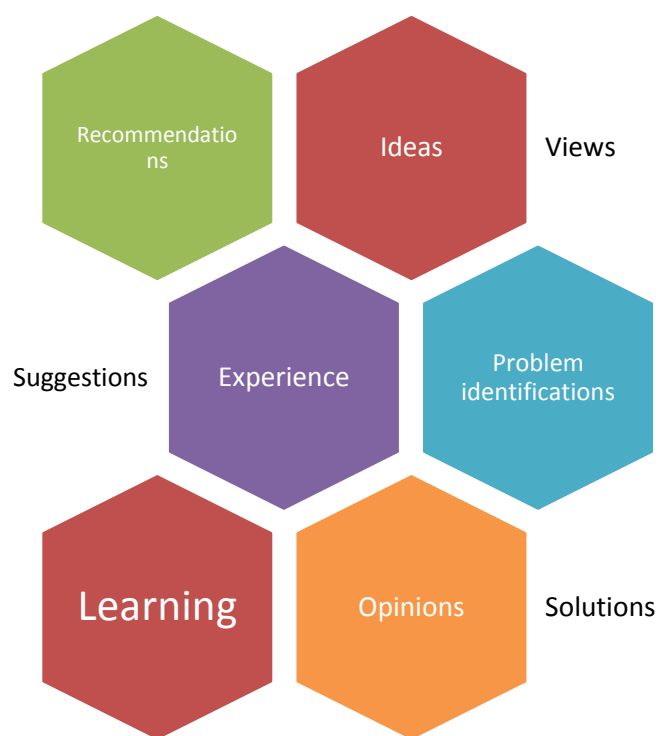 Recommendatio
ns
Ideas
Views
Suggestions
Experience
Problem
identifications
Learning
Opinions
Solutions